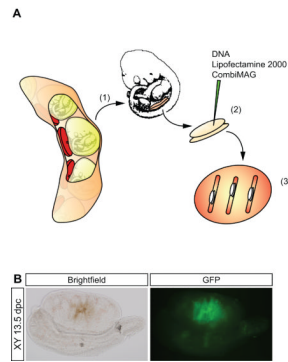 A
DNA
Lipofectamine 2000
CombiMAG
(1)
(2)
(3
B
Brightfield
GFP
XY 13.5 dpc